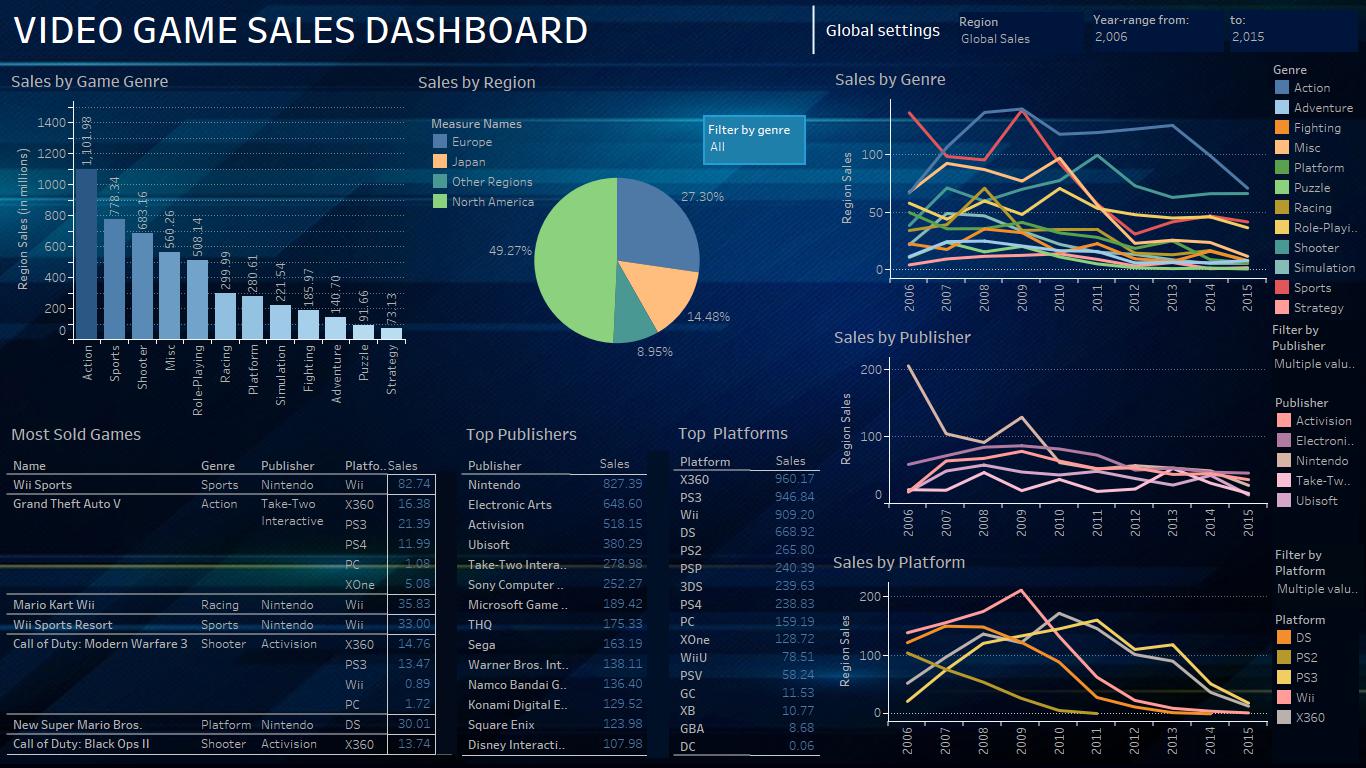 VIDEO GAME SALES DASHBOARD
Global settings
Region
Global Sales
Year-range from:
2,006
to:
2,015
Sales by Game Genre
Region Sales (in millions)
1400
1200
1000
800
600
400
200
0
1,101.98
778.34
683.16
560.26
508.14
299.99
280.61
221.54
185.97
140.70
91.66
73.13
Action
Sports
Shooter
Misc
Role-Playing
Racing
Platform
Simulation
Fighting
Adventure
Puzzle
Strategy
Sales by Region
Measure Names
Europe
Japan
Other Regions
North America
Filter by genre
All
27.30%
49.27%
14.48%
8.95%
Sales by Genre
Region Sales
100
50
0
2006 2007 2008 2009 2010 2011 2012 2013 2014 2015
Genre
Action
Adventure
Fighting
Misc
Platform
Puzzle
Racing
Role-Playi..
Shooter
Simulation
Sports
Strategy
Sales by Publisher
Region Sales
200
100
0
2006 2007 2008 2009 2010 2011 2012 2013 2014 2015
Filter by
Publisher
Multiple valu..
Publisher
Activision
Electroni..
Nintendo
Take-Tw..
Ubisoft
Sales by Platform
Region Sales
200
100
0
2006 2007 2008 2009 2010 2011 2012 2013 2014 2015
Filter by
Platform
Multiple valu..
Platform
DS
PS2
PS3
Wii
X360
Most Sold Games
Name Genre Publisher Platfo.. Sales
Wii Sports Sports Nintendo Wii 82.74
Grand Theft Auto V Action Take-Two X360 16.38
Interactive
PS3 21.39
PS4 11.99
PC 1.08
XOne 5.08
Mario Kart Wii Racing Nintendo Wii 35.83
Wii Sports Resort Sports Nintendo Wii 33.00
Call of Duty: Modern Warfare 3 Shooter Activision X360 14.76
PS3 13.47
Wii 0.89
PC 1.72
New Super Mario Bros. Platform Nintendo DS 30.01
Call of Duty: Black Ops II Shooter Activision X360 13.74
Top Publishers
Publisher Sales
Nintendo 827.39
Electronic Arts 648.60
Activision 518.15
Ubisoft 380.29
Take-Two Intera.. 278.98
Sony Computer .. 252.27
Microsoft Game .. 189.42
THQ 175.33
Sega 163.19
Warner Bros. Int.. 138.11
Namco Bandai G.. 136.40
Konami Digital E.. 129.52
Square Enix 123.98
Disney Interacti.. 107.98
Top Platforms
Platform Sales
X360 960.17
PS3 946.84
Wii 909.20
DS 668.92
PS2 265.80
PSP 240.39
3DS 239.63
PS4 238.83
PC 159.19
XOne 128.72
WiiU 78.51
PSV 58.24
GC 11.53
XB 10.77
GBA 8.68
DC 0.06